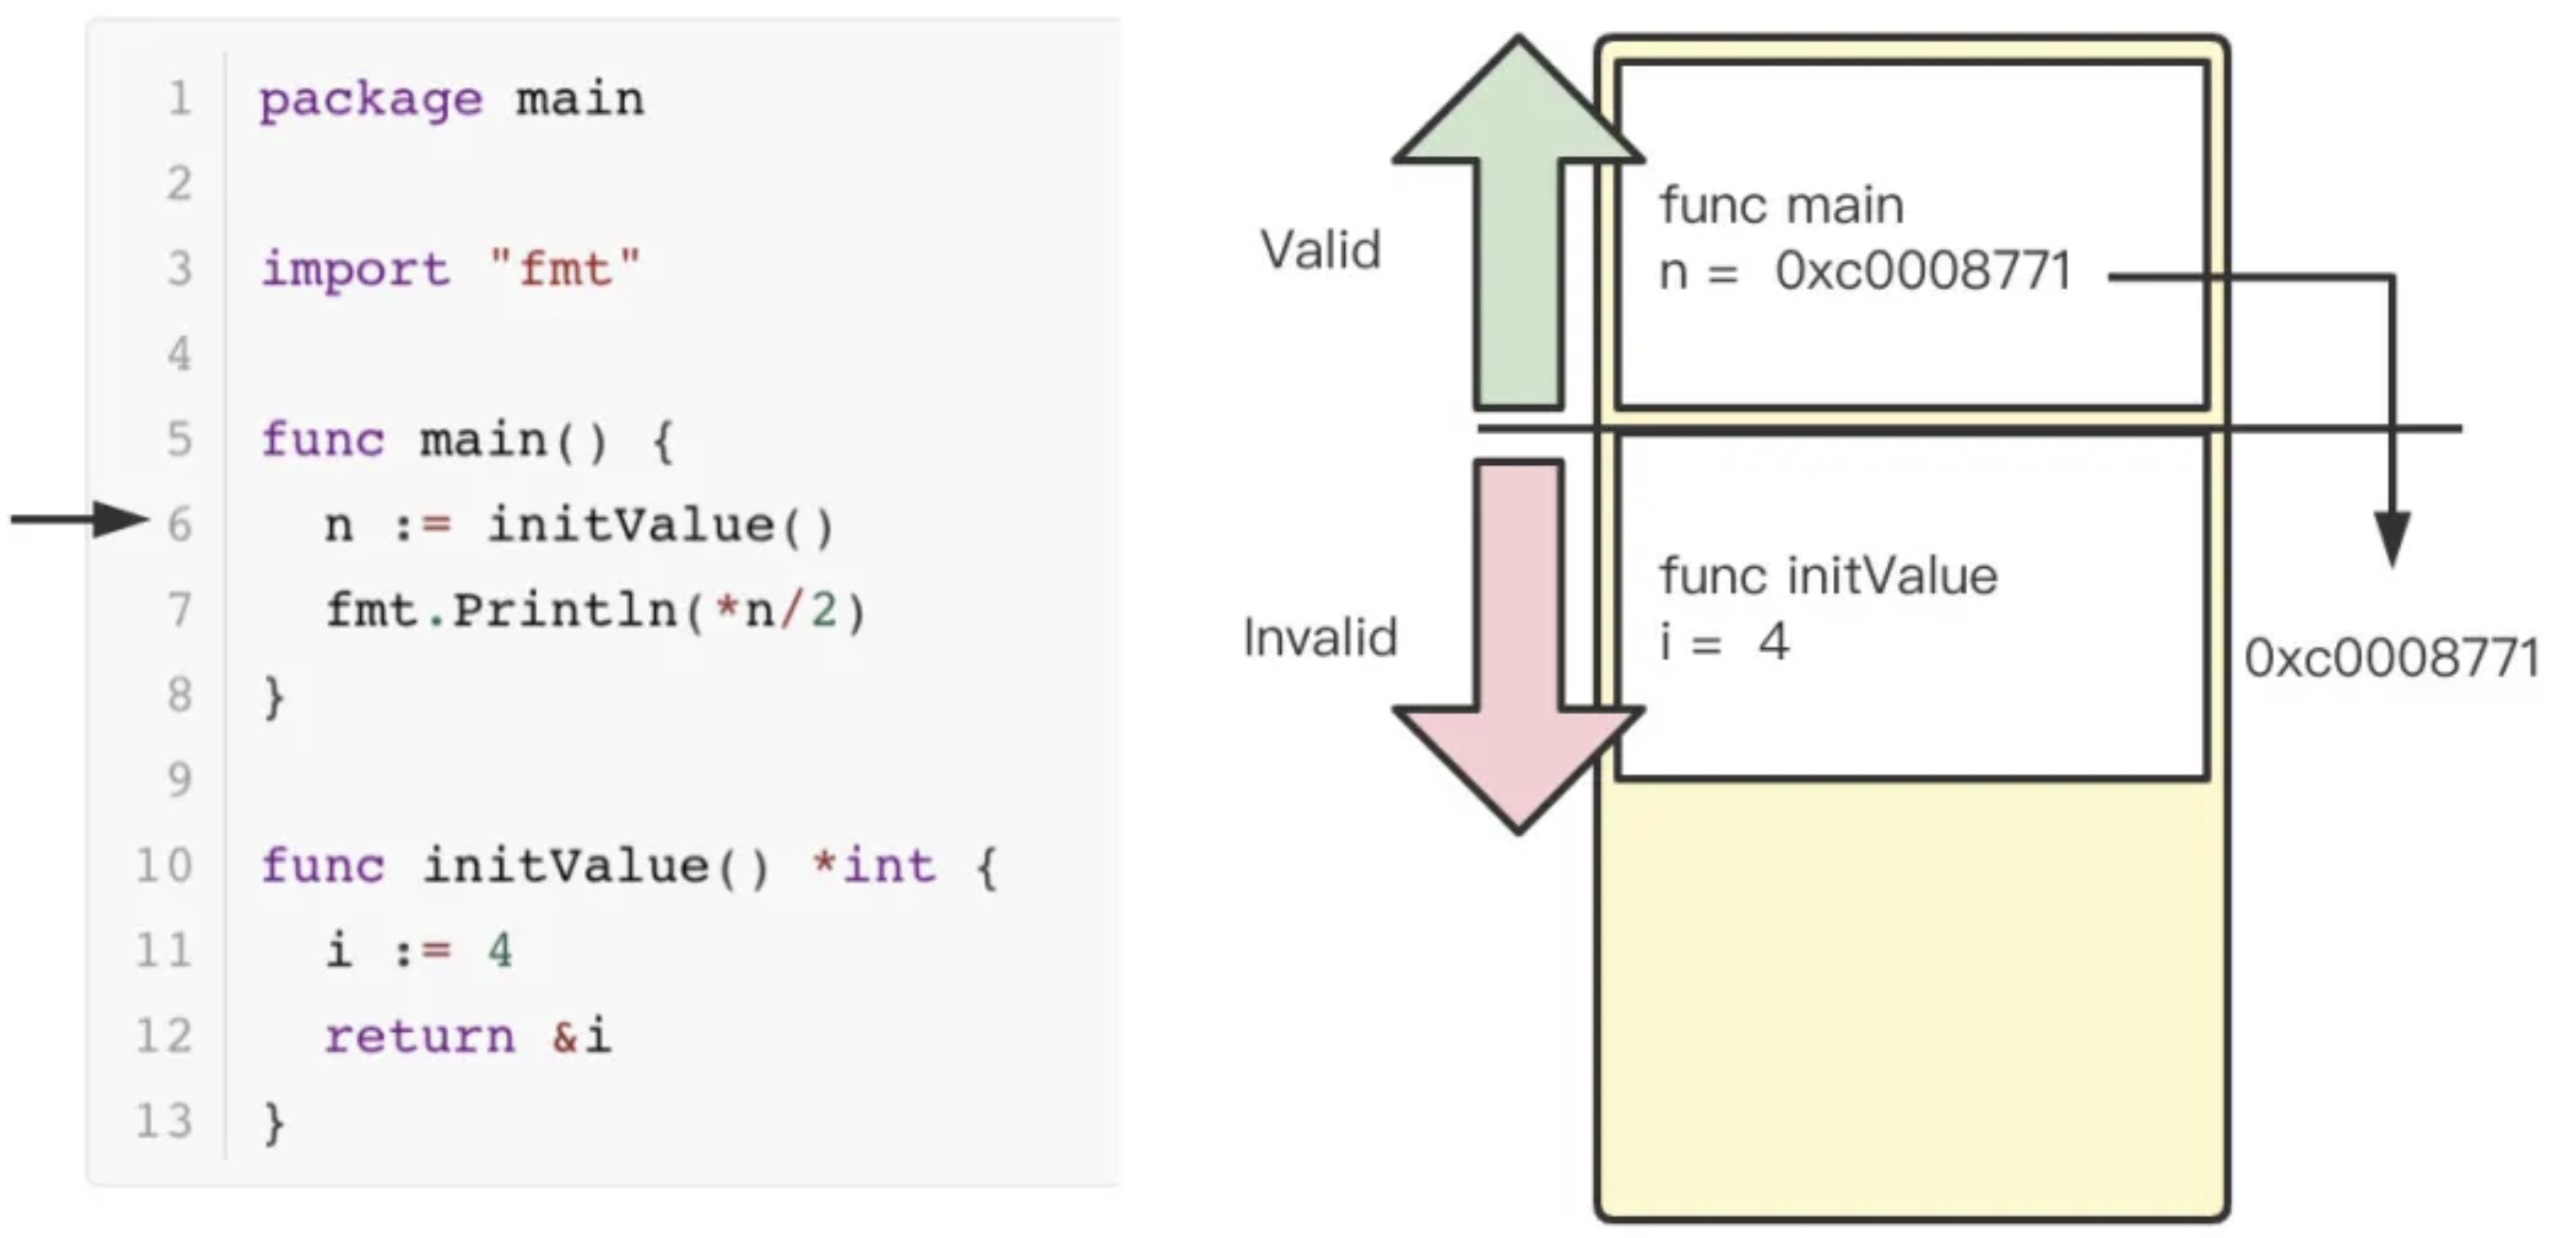 1 package main
2
3 import "fmt"
4
5 func main() {
6   n := initValue()
7   fmt.Println(*n/2)
8 }
9
10 func initValue() *int {
11   i := 4
12   return &i
13 }
Valid
func main
n = 0xc0008771
Invalid
func initValue
i = 4
0xc0008771